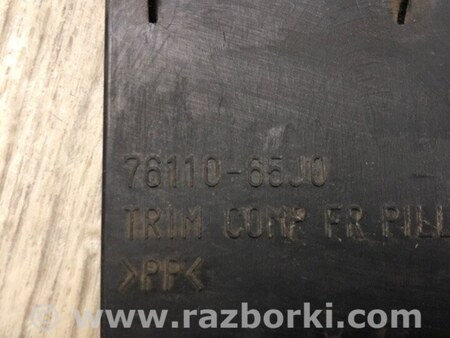 76110-65J0
TRIM COMP FR PILL
>PP<
© www.razborki.com